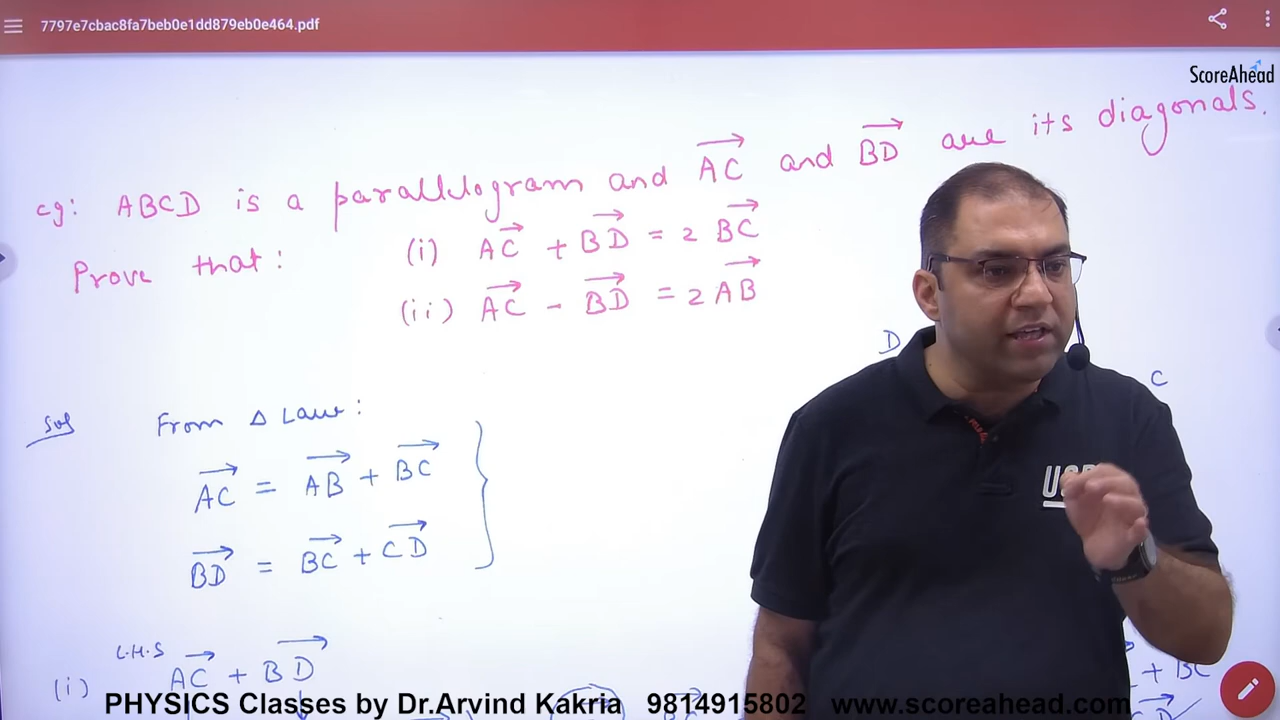 7797e7cbac8fa7beb0e1dd879eb0e464.pdf
ScoreAhead
eg: ABCD is a parallelogram and AC and BD are its diagonals.
Prove that: (i) AC + BD = 2 BC
(ii) AC - BD = 2 AB
D
C
Sol From Δ Law:
AC = AB + BC
BD = BC + CD
L.H.S
(i) AC + BD
+ BC
PHYSICS Classes by Dr.Arvind Kakria 9814915802 www.scoreahead.com